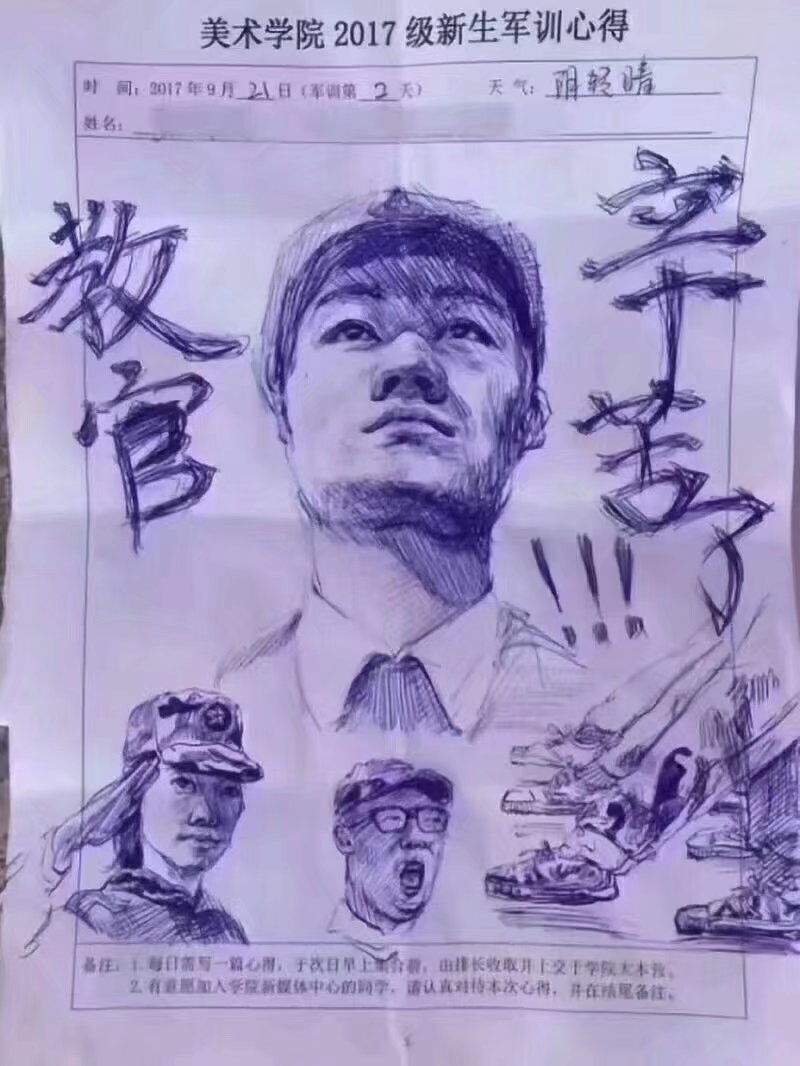 美术学院 2017 级新生军训心得
时 间：2017 年 9 月 21 日（军训第 2 天） 天 气：阴转晴
姓名：
教官
辛苦了
!!!
备注：1. 每日需写一篇心得，于次日早上集合前，由排长收取并上交于学院大本营。
2. 有意愿加入学院新媒体中心的同学，请认真对待本次心得，并在结尾备注。